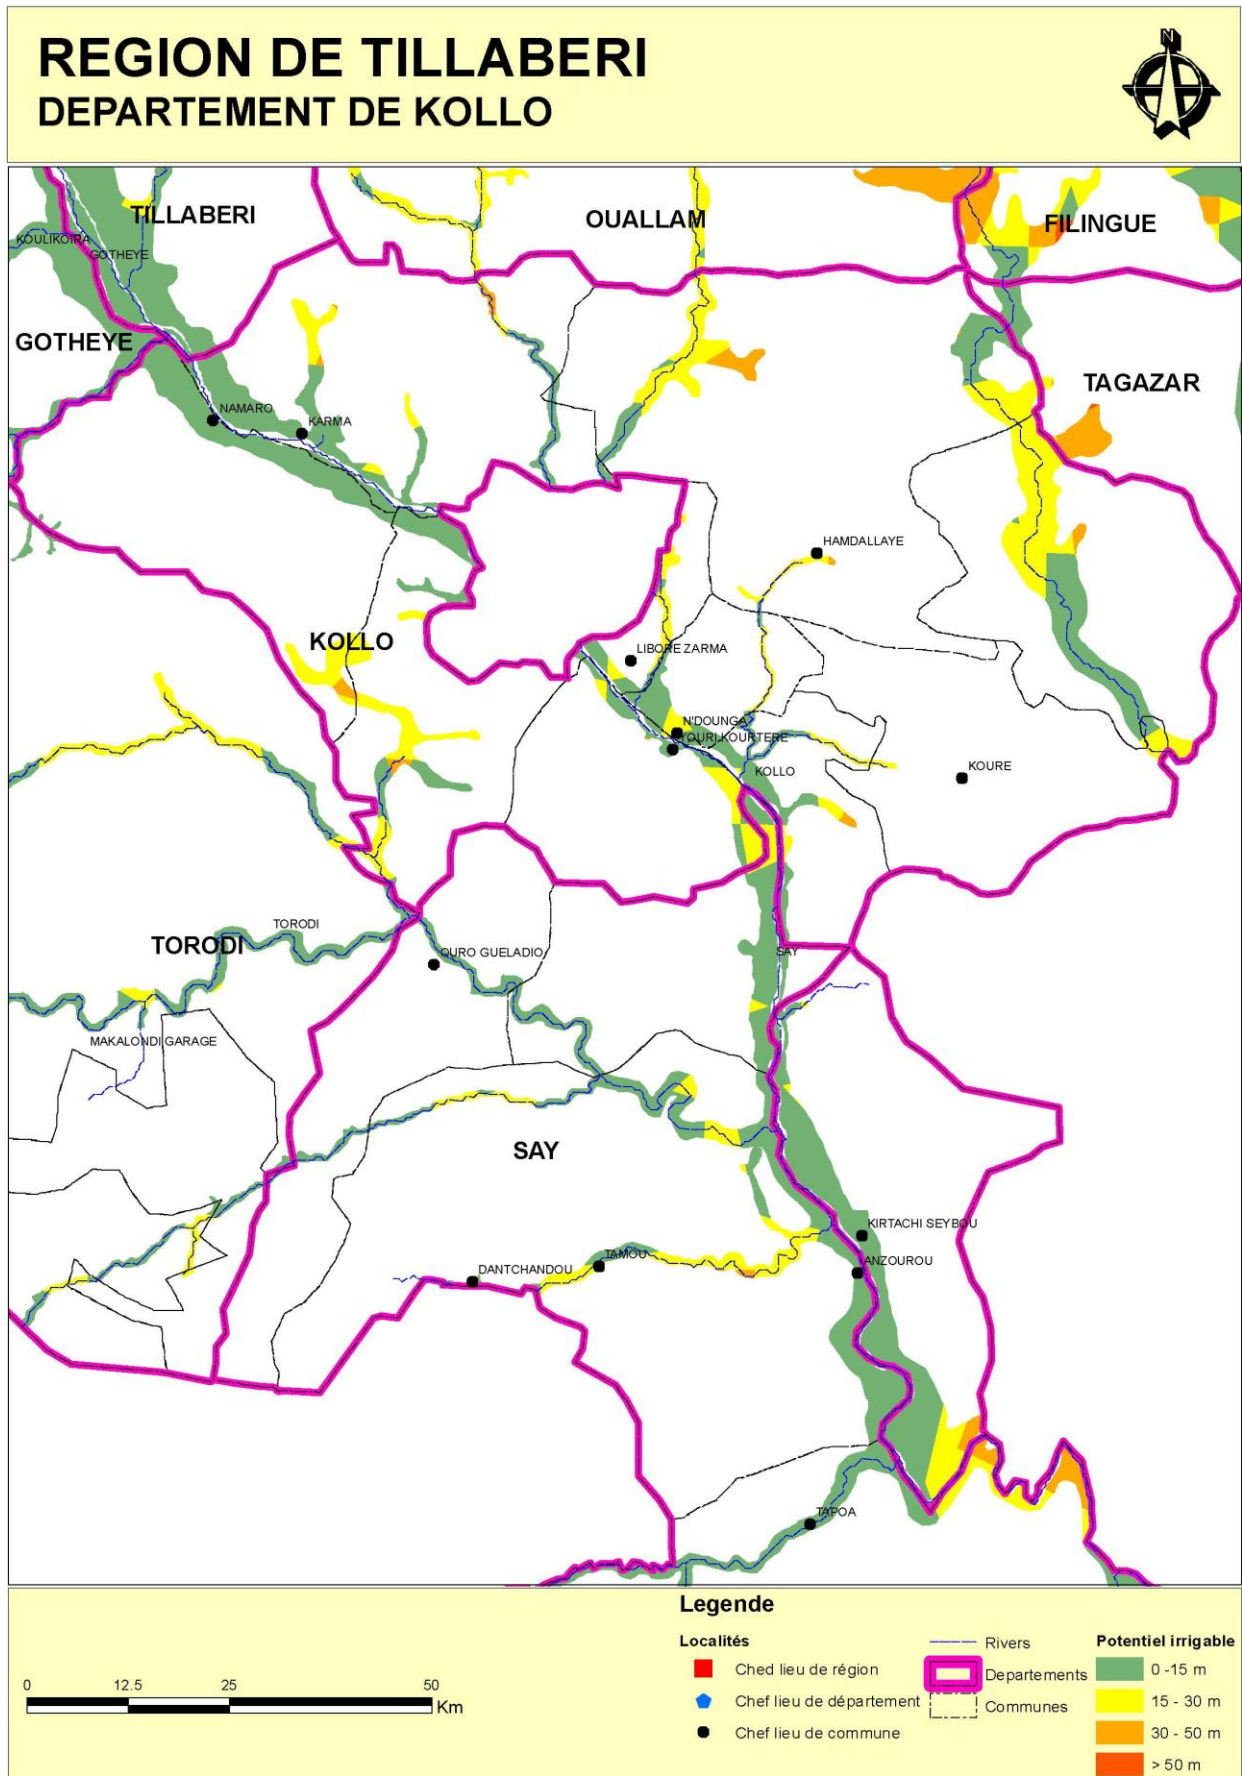 REGION DE TILLABERI
DEPARTEMENT DE KOLLO
N
TILLABERI
OUALLAM
FILINGUE
KOULIKOIRA
GOTHEYE
GOTHEYE
TAGAZAR
NAMARO
KARMA
HAMDALLAYE
KOLLO
LIBORE ZARMA
N'DOUNGA
YOURI KOURTERE
KOLLO
KOURE
TORODI
TORODI
OURO GUELADIO
SAY
MAKALONDI GARAGE
SAY
KIRTACHI SEYBOU
ANZOUROU
TAMOU
DANTCHANDOU
TAPOA
Legende
Localités
Ched lieu de région
Chef lieu de département
Chef lieu de commune
Rivers
Departements
Communes
Potentiel irrigable
0 -15 m
15 - 30 m
30 - 50 m
> 50 m
0 12.5 25 50
Km